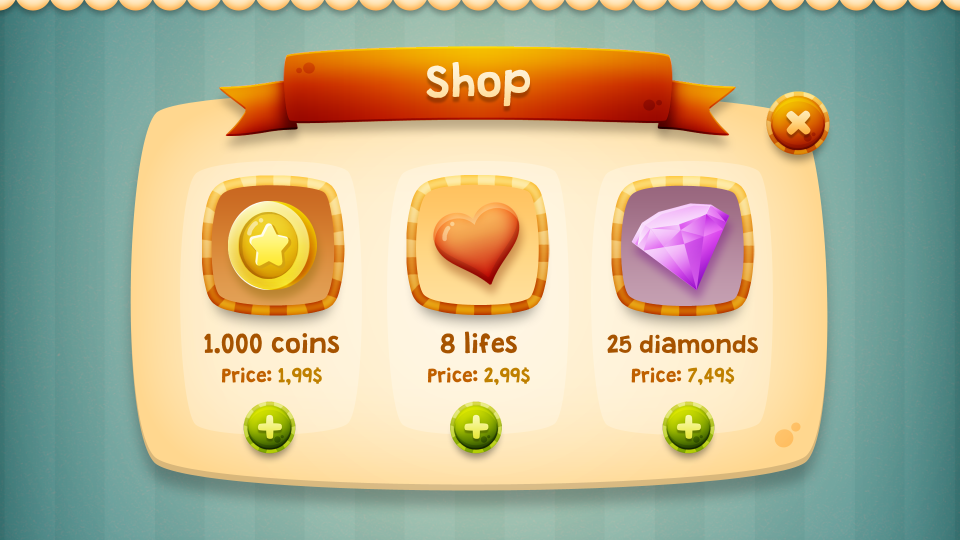 Shop
1.000 coins
Price: 1,99$
8 lifes
Price: 2,99$
25 diamonds
Price: 7,49$